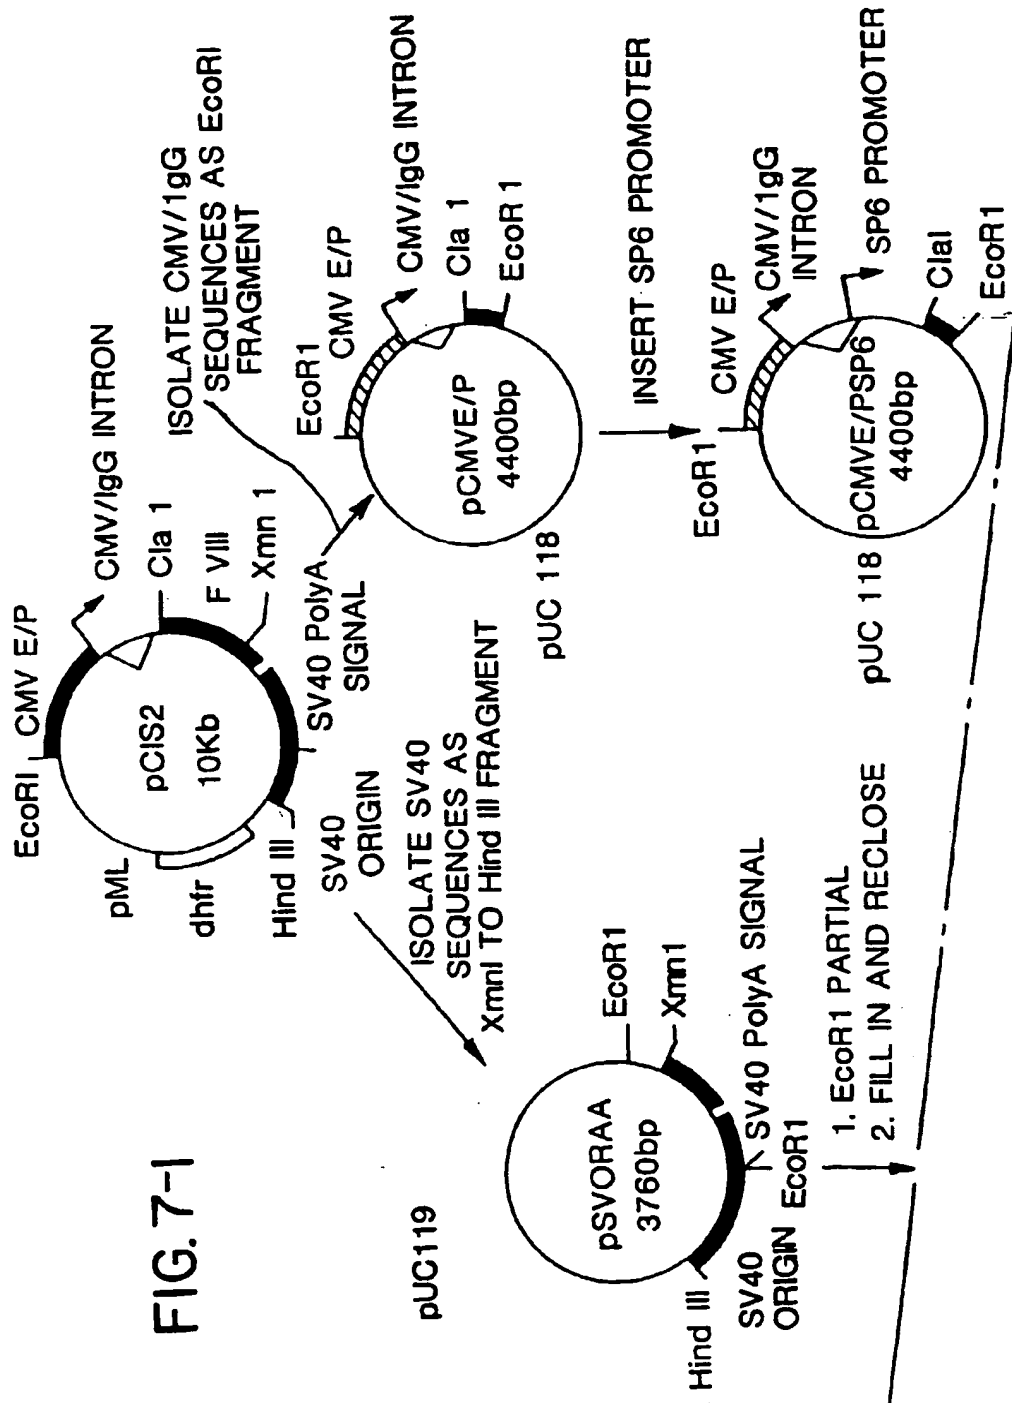 FIG. 7-1
EcoRI
CMV E/P
CMV/IgG INTRON
Cla 1
F VIII
Xmn 1
SV40 PolyA
SIGNAL
SV40
ORIGIN
Hind III
dhfr
pML
pCIS2
10Kb
ISOLATE CMV/1gG
SEQUENCES AS EcoRI
FRAGMENT
ISOLATE SV40
SEQUENCES AS
XmnI TO Hind III FRAGMENT
pUC119
EcoR1
Xmn1
SV40 PolyA SIGNAL
EcoR1
SV40
ORIGIN
Hind III
pSVORAA
3760bp
1. EcoR1 PARTIAL
2. FILL IN AND RECLOSE
EcoR1
CMV E/P
CMV/IgG INTRON
Cla 1
EcoR 1
pCMVE/P
4400bp
pUC 118
INSERT SP6 PROMOTER
EcoR1
CMV E/P
CMV/1gG
INTRON
SP6 PROMOTER
ClaI
EcoR1
pCMVE/PSP6
4400bp
pUC 118